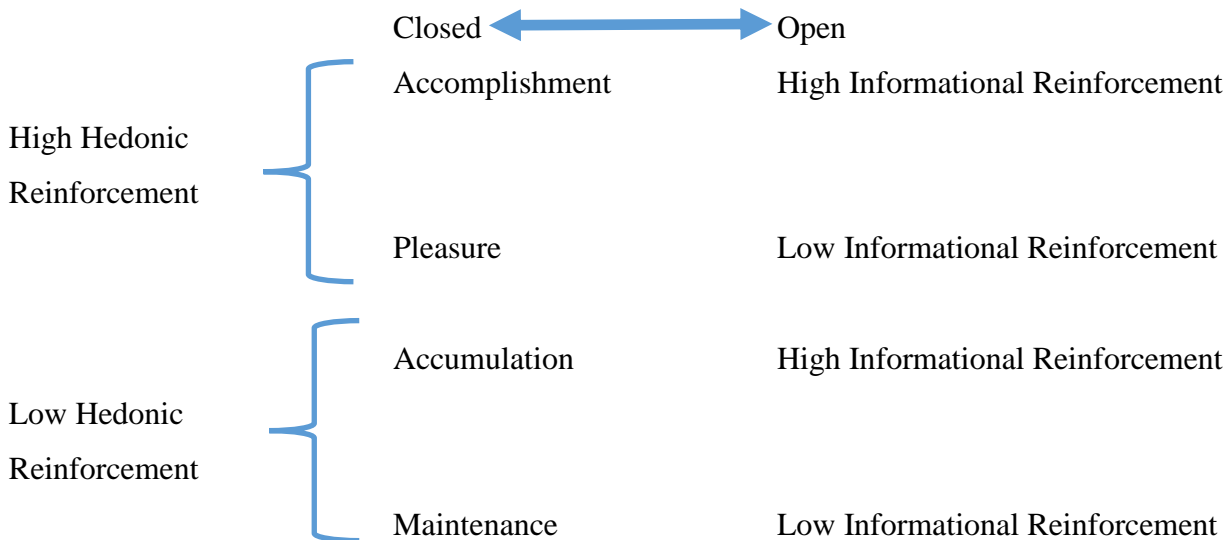 Closed Open
Accomplishment High Informational Reinforcement
High Hedonic
Reinforcement
Pleasure Low Informational Reinforcement
Accumulation High Informational Reinforcement
Low Hedonic
Reinforcement
Maintenance Low Informational Reinforcement